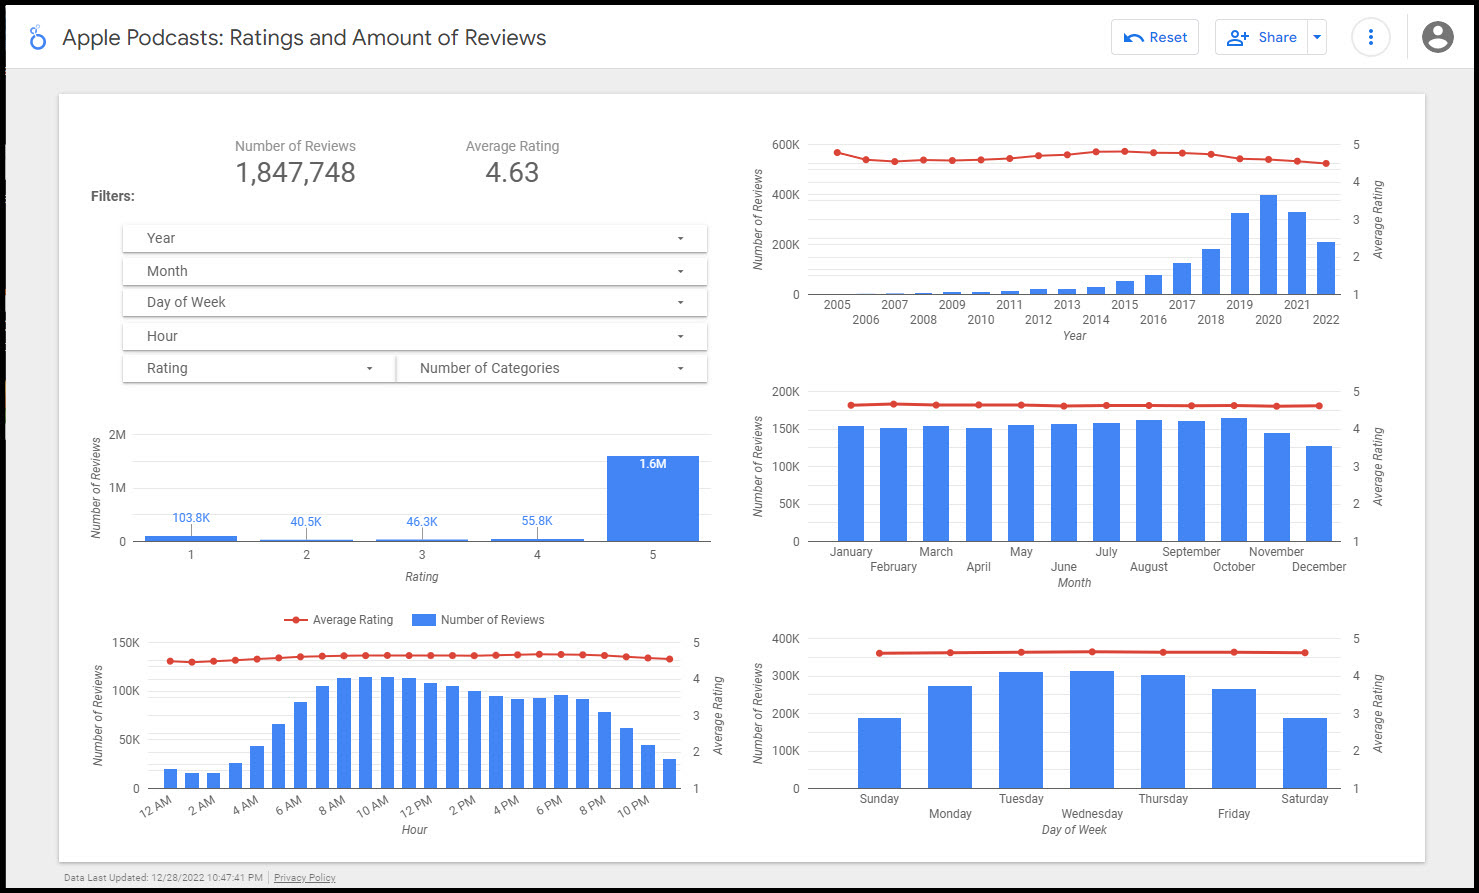 Apple Podcasts: Ratings and Amount of Reviews
Reset
Share
Number of Reviews
1,847,748
Average Rating
4.63
Filters:
Year
Month
Day of Week
Hour
Rating
Number of Categories
Number of Reviews
2M
1M
0
103.8K
40.5K
46.3K
55.8K
1.6M
1 2 3 4 5
Rating
Average Rating Number of Reviews
Number of Reviews
150K
100K
50K
0
5
4
3
2
1
Average Rating
12 AM 2 AM 4 AM 6 AM 8 AM 10 AM 12 PM 2 PM 4 PM 6 PM 8 PM 10 PM
Hour
Number of Reviews
600K
400K
200K
0
5
4
3
2
1
Average Rating
2005 2007 2009 2011 2013 2015 2017 2019 2021
2006 2008 2010 2012 2014 2016 2018 2020 2022
Year
Number of Reviews
200K
150K
100K
50K
0
5
4
3
2
1
Average Rating
January March May July September November
February April June August October December
Month
Number of Reviews
400K
300K
200K
100K
0
5
4
3
2
1
Average Rating
Sunday Tuesday Thursday Saturday
Monday Wednesday Friday
Day of Week
Data Last Updated: 12/28/2022 10:47:41 PM Privacy Policy